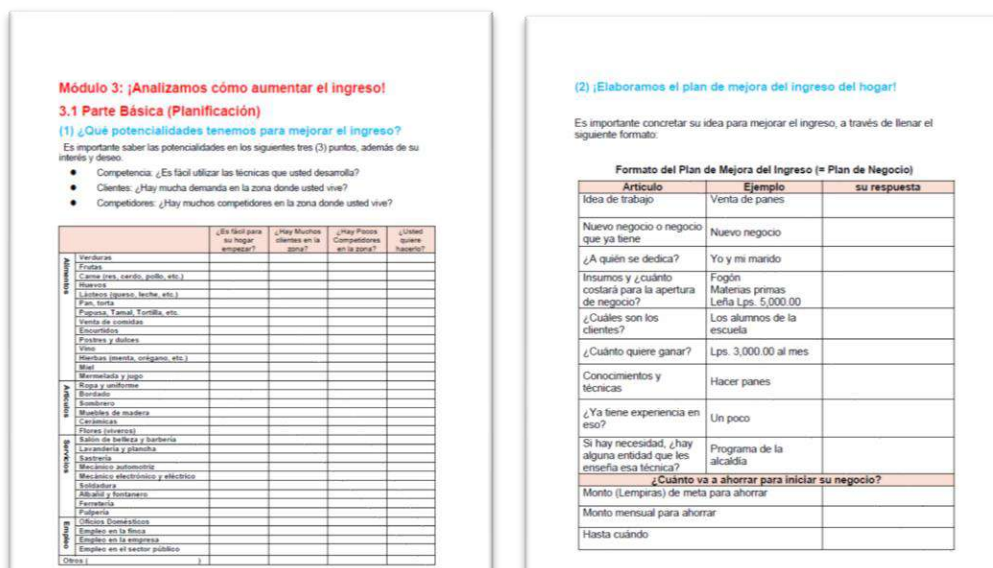 Módulo 3: ¡Analizamos cómo aumentar el ingreso!
3.1 Parte Básica (Planificación)
(1) ¿Qué potencialidades tenemos para mejorar el ingreso?
Es importante saber las potencialidades en los siguientes tres (3) puntos, además de su
interés y deseo.
● Competencia: ¿Es fácil utilizar las técnicas que usted desarrolla?
● Clientes: ¿Hay mucha demanda en la zona donde usted vive?
● Competidores: ¿Hay muchos competidores en la zona donde usted vive?
¿Es fácil para su hogar empezar? ¿Hay Muchos clientes en la zona? ¿Hay Pocos Competidores en la zona? ¿Usted quiere hacerlo?
Alimentos
Verduras
Frutas
Carne (res, cerdo, pollo, etc.)
Huevos
Lácteos (queso, leche, etc.)
Pan, torta
Pupusa, Tamal, Tortilla, etc.
Venta de comidas
Encurtidos
Postres y dulces
Vino
Hierbas (menta, orégano, etc.)
Miel
Mermelada y jugo
Artículos
Ropa y uniforme
Bordado
Sombrero
Muebles de madera
Cerámicas
Flores (viveros)
Servicios
Salón de belleza y barbería
Lavandería y plancha
Sastrería
Mecánico automotriz
Mecánico electrónico y eléctrico
Soldadura
Albañil y fontanero
Ferretería
Pulpería
Empleo
Oficios Domésticos
Empleo en la finca
Empleo en la empresa
Empleo en el sector público
Otros ( )
(2) ¡Elaboramos el plan de mejora del ingreso del hogar!
Es importante concretar su idea para mejorar el ingreso, a través de llenar el
siguiente formato:
Formato del Plan de Mejora del Ingreso (= Plan de Negocio)
Artículo Ejemplo su respuesta
Idea de trabajo Venta de panes
Nuevo negocio o negocio
que ya tiene
Nuevo negocio
¿A quién se dedica? Yo y mi marido
Insumos y ¿cuánto
costará para la apertura
de negocio?
Fogón
Materias primas
Leña Lps. 5,000.00
¿Cuáles son los
clientes?
Los alumnos de la
escuela
¿Cuánto quiere ganar? Lps. 3,000.00 al mes
Conocimientos y
técnicas
Hacer panes
¿Ya tiene experiencia en
eso?
Un poco
Si hay necesidad, ¿hay
alguna entidad que les
enseña esa técnica?
Programa de la
alcaldía
¿Cuánto va a ahorrar para iniciar su negocio?
Monto (Lempiras) de meta para ahorrar
Monto mensual para ahorrar
Hasta cuándo